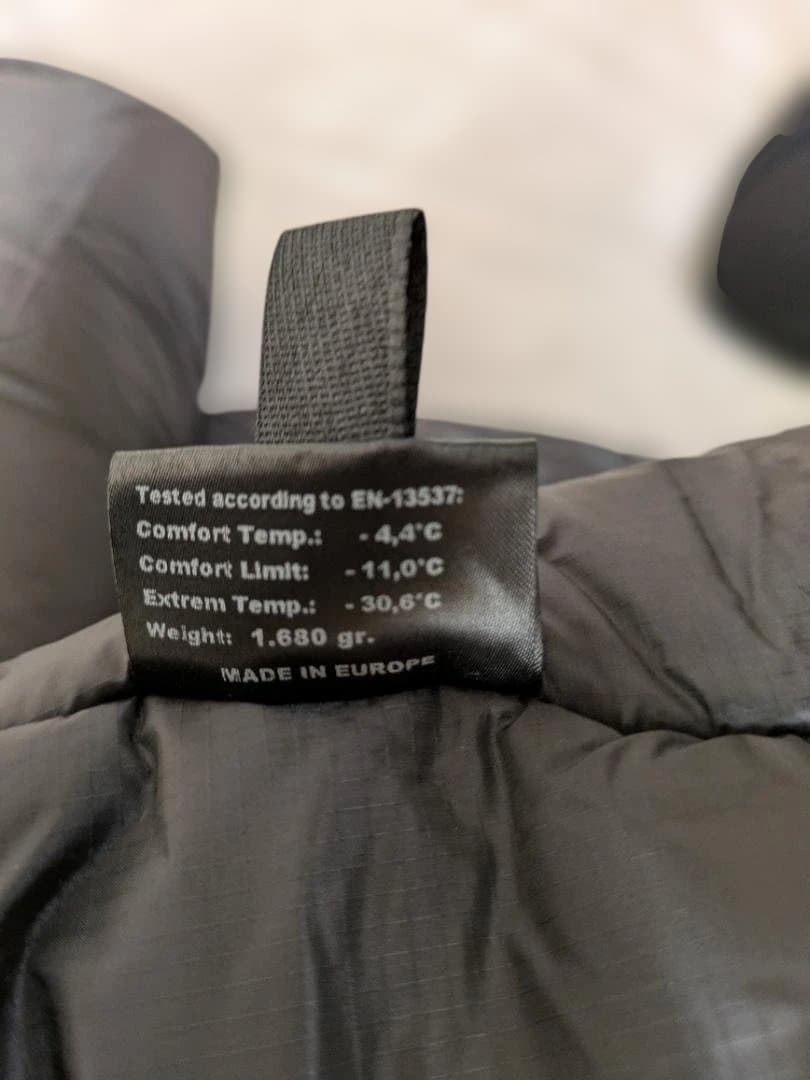 Tested according to EN-13537:
Comfort Temp.: - 4,4°C
Comfort Limit: - 11,0°C
Extrem Temp.: - 30,6°C
Weight: 1.680 gr.
MADE IN EUROPE